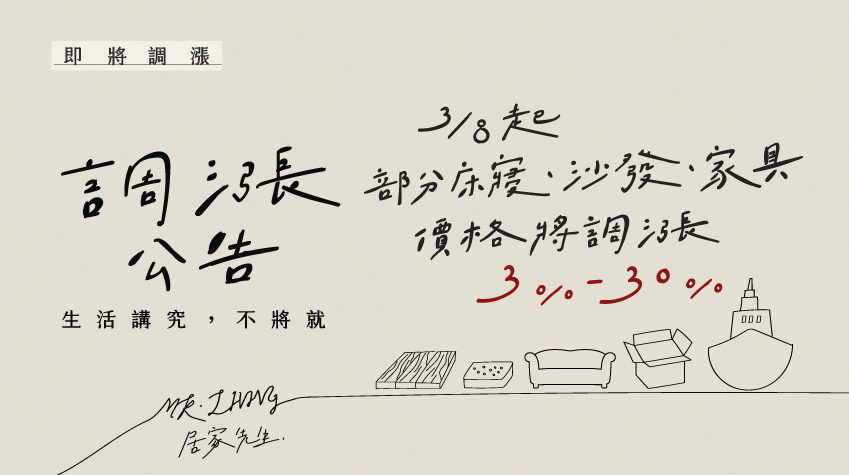 即將調漲
調漲
公告
生活講究,不將就
3/8起
部分床寢、沙發、家具
價格將調漲
3%-30%
MR. LIVING
居家先生.